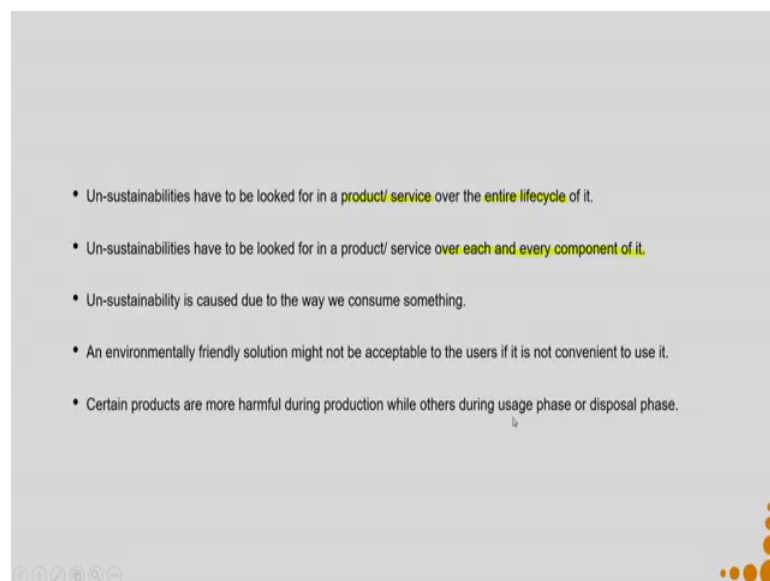 • Un-sustainabilities have to be looked for in a product/ service over the entire lifecycle of it.
• Un-sustainabilities have to be looked for in a product/ service over each and every component of it.
• Un-sustainability is caused due to the way we consume something.
• An environmentally friendly solution might not be acceptable to the users if it is not convenient to use it.
• Certain products are more harmful during production while others during usage phase or disposal phase.